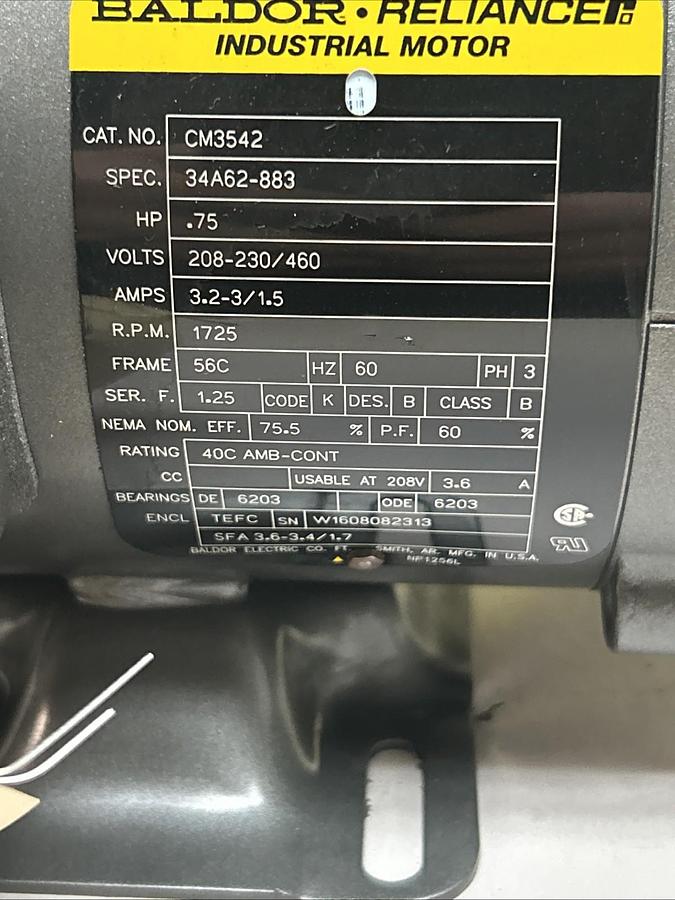 BALDOR • RELIANCE
INDUSTRIAL MOTOR
CAT. NO. CM3542
SPEC. 34A62-883
HP .75
VOLTS 208-230/460
AMPS 3.2-3/1.5
R.P.M. 1725
FRAME 56C HZ 60 PH 3
SER. F. 1.25 CODE K DES. B CLASS B
NEMA NOM. EFF. 75.5 % P.F. 60 %
RATING 40C AMB-CONT
CC USABLE AT 208V 3.6 A
BEARINGS DE 6203 ODE 6203
ENCL TEFC SN W1608082313
SFA 3.6-3.4/1.7
BALDOR ELECTRIC CO. FT. SMITH, AR. MFG. IN U.S.A.
NP1256L